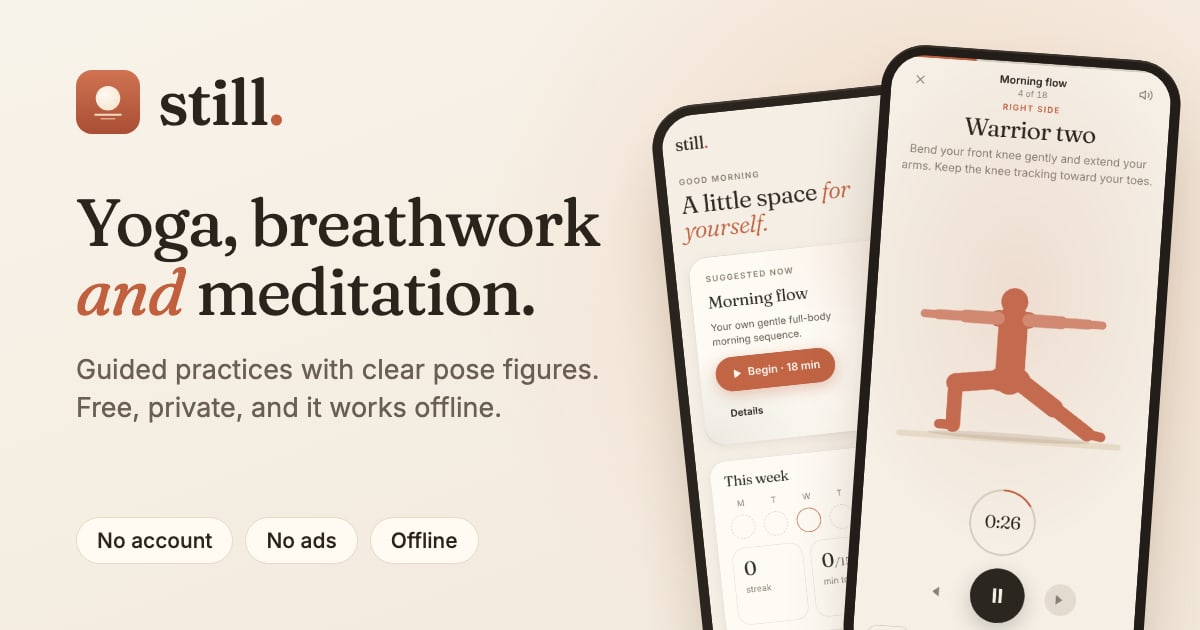 still.
Yoga, breathwork
and meditation.
Guided practices with clear pose figures.
Free, private, and it works offline.
No account
No ads
Offline
still.
GOOD MORNING
A little space for
yourself.
SUGGESTED NOW
Morning flow
Your own gentle full-body
morning sequence.
Begin · 18 min
Details
This week
M T W T
0
streak
0
min
Morning flow
4 of 18
RIGHT SIDE
Warrior two
Bend your front knee gently and extend your
arms. Keep the knee tracking toward your toes.
0:26